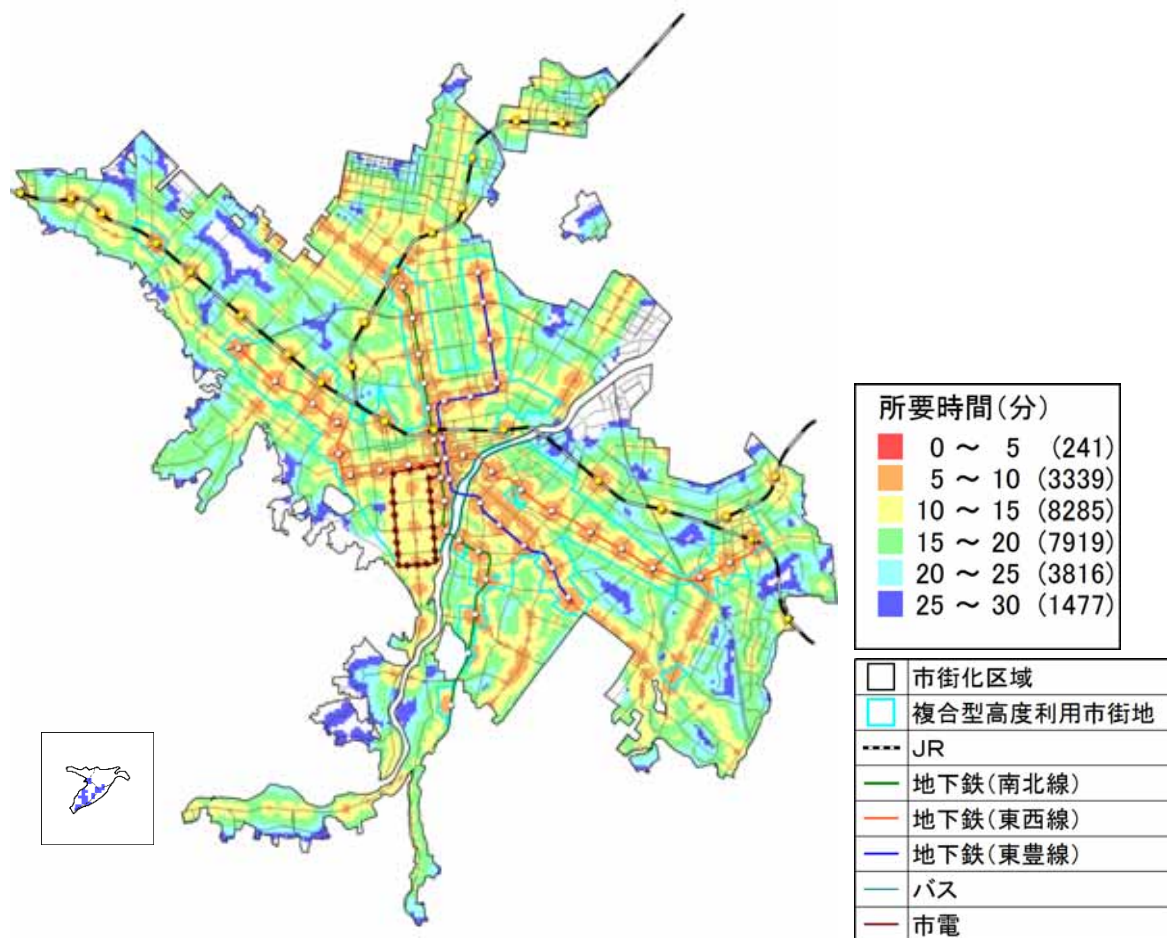 所要時間(分)
0 ～ 5 (241)
5 ～ 10 (3339)
10 ～ 15 (8285)
15 ～ 20 (7919)
20 ～ 25 (3816)
25 ～ 30 (1477)
市街化区域
複合型高度利用市街地
JR
地下鉄(南北線)
地下鉄(東西線)
地下鉄(東豊線)
バス
市電